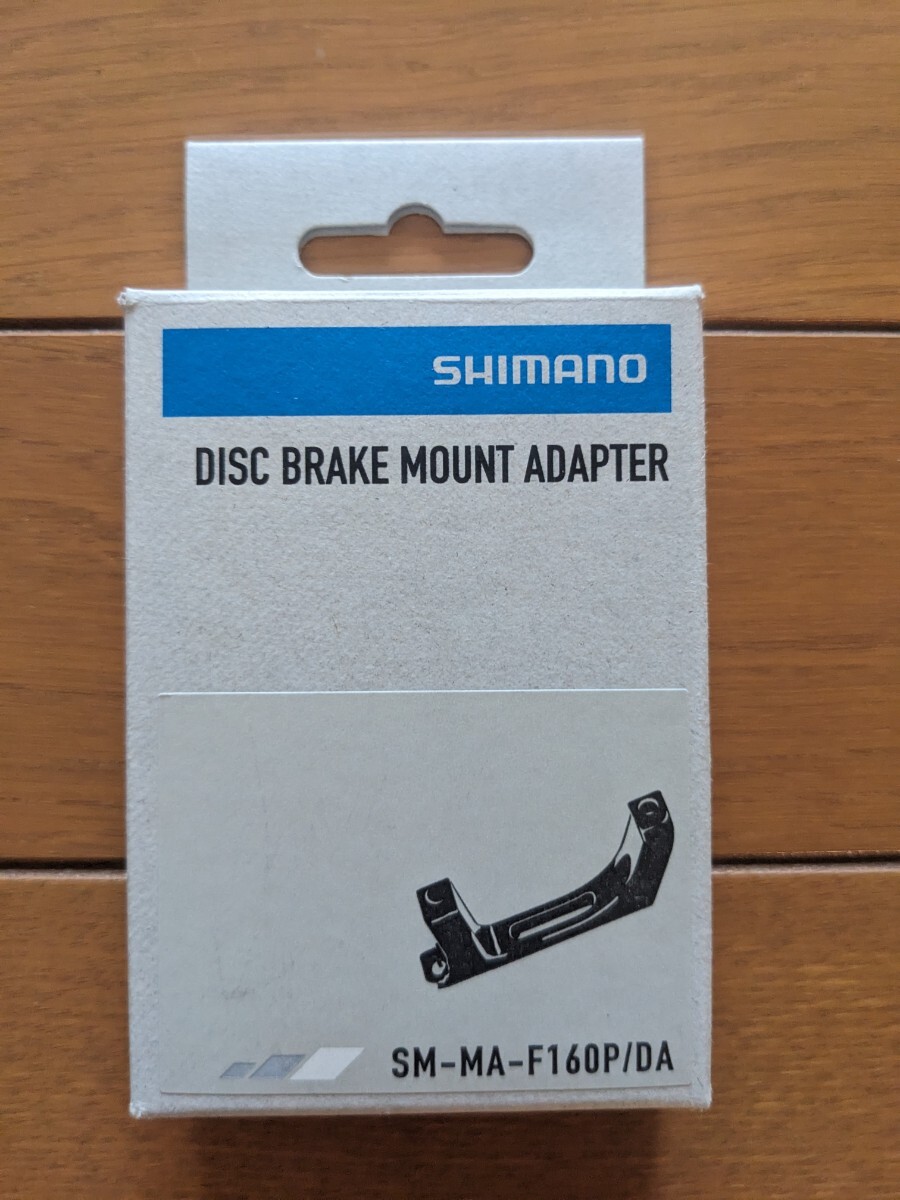 SHIMANO
DISC BRAKE MOUNT ADAPTER
SM-MA-F160P/DA